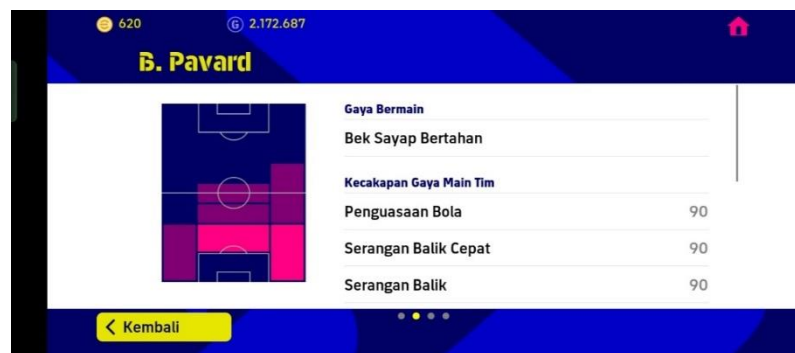 620
G 2.172.687
B. Pavard
Gaya Bermain
Bek Sayap Bertahan
Kecakapan Gaya Main Tim
Penguasaan Bola 90
Serangan Balik Cepat 90
Serangan Balik 90
Kembali